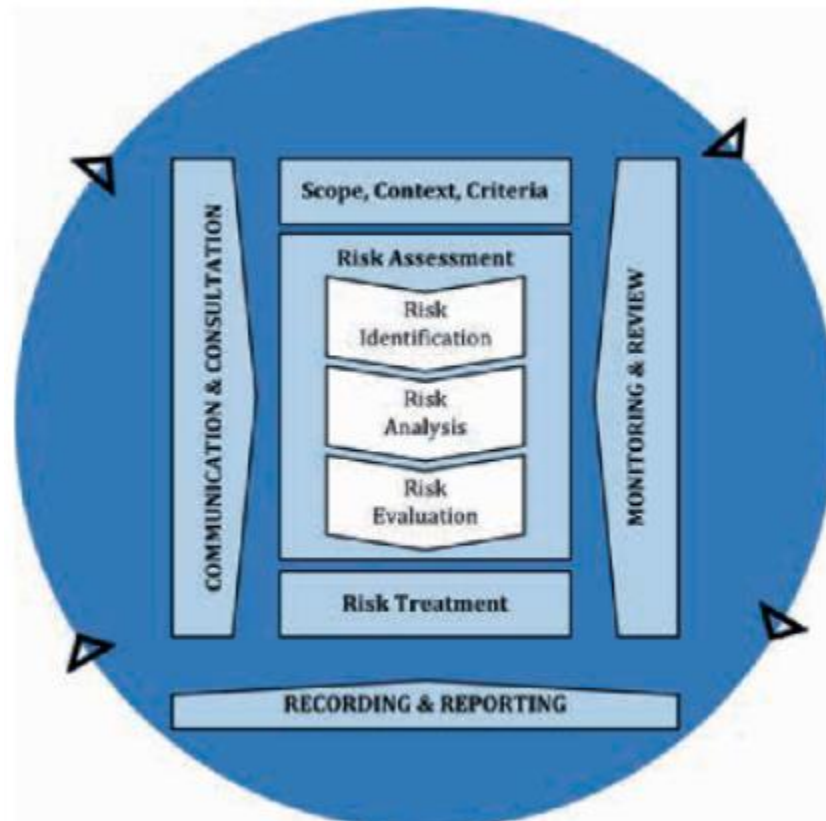 Scope, Context, Criteria
COMMUNICATION & CONSULTATION
Risk Assessment
Risk
Identification
Risk
Analysis
Risk
Evaluation
MONITORING & REVIEW
Risk Treatment
RECORDING & REPORTING